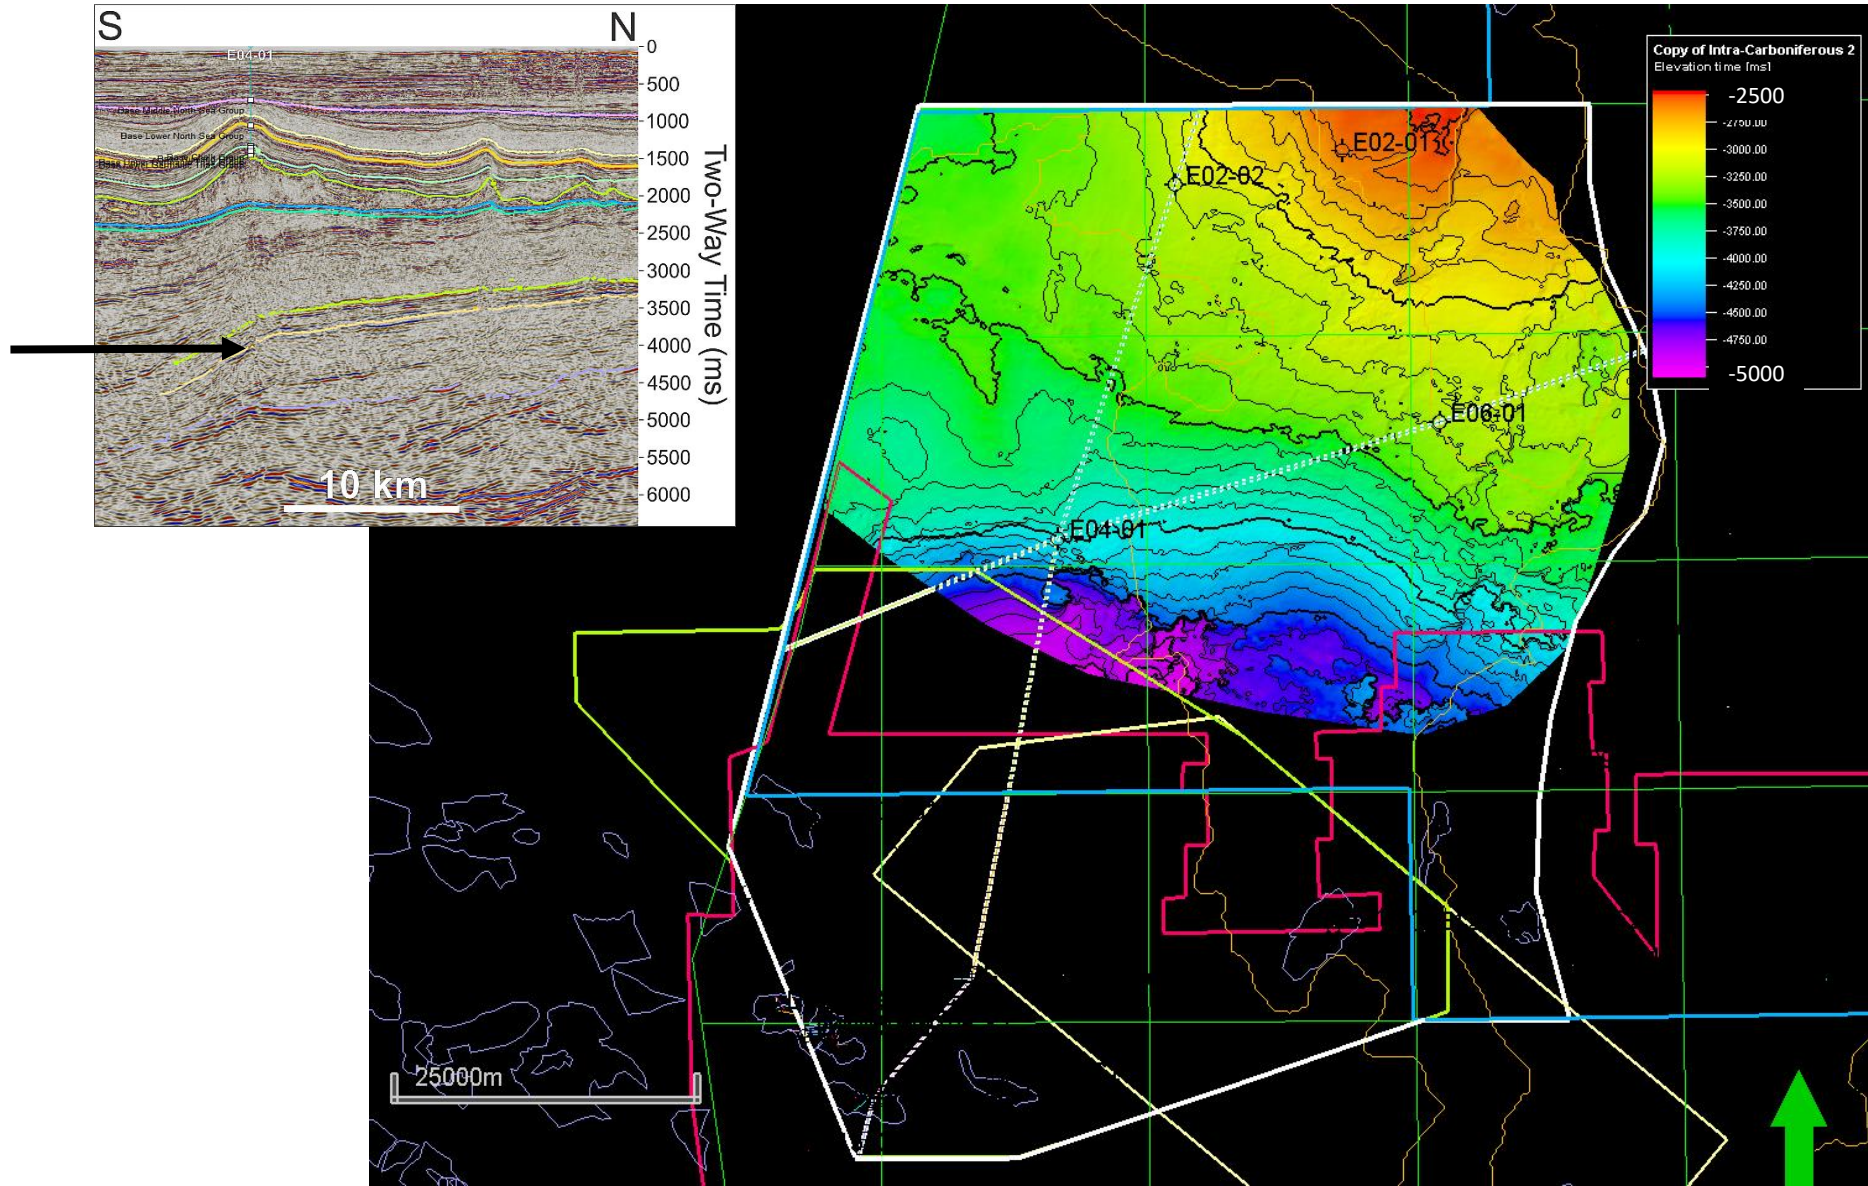 S
N
E04-01
Base Middle North Sea Group
Base Lower North Sea Group
0
500
1000
1500
2000
2500
3000
3500
4000
4500
5000
5500
6000
Two-Way Time (ms)
10 km
Copy of Intra-Carboniferous 2
Elevation time [ms]
-2500
-2750.00
-3000.00
-3250.00
-3500.00
-3750.00
-4000.00
-4250.00
-4500.00
-4750.00
-5000
E02-01
E02-02
E06-01
E04-01
25000m